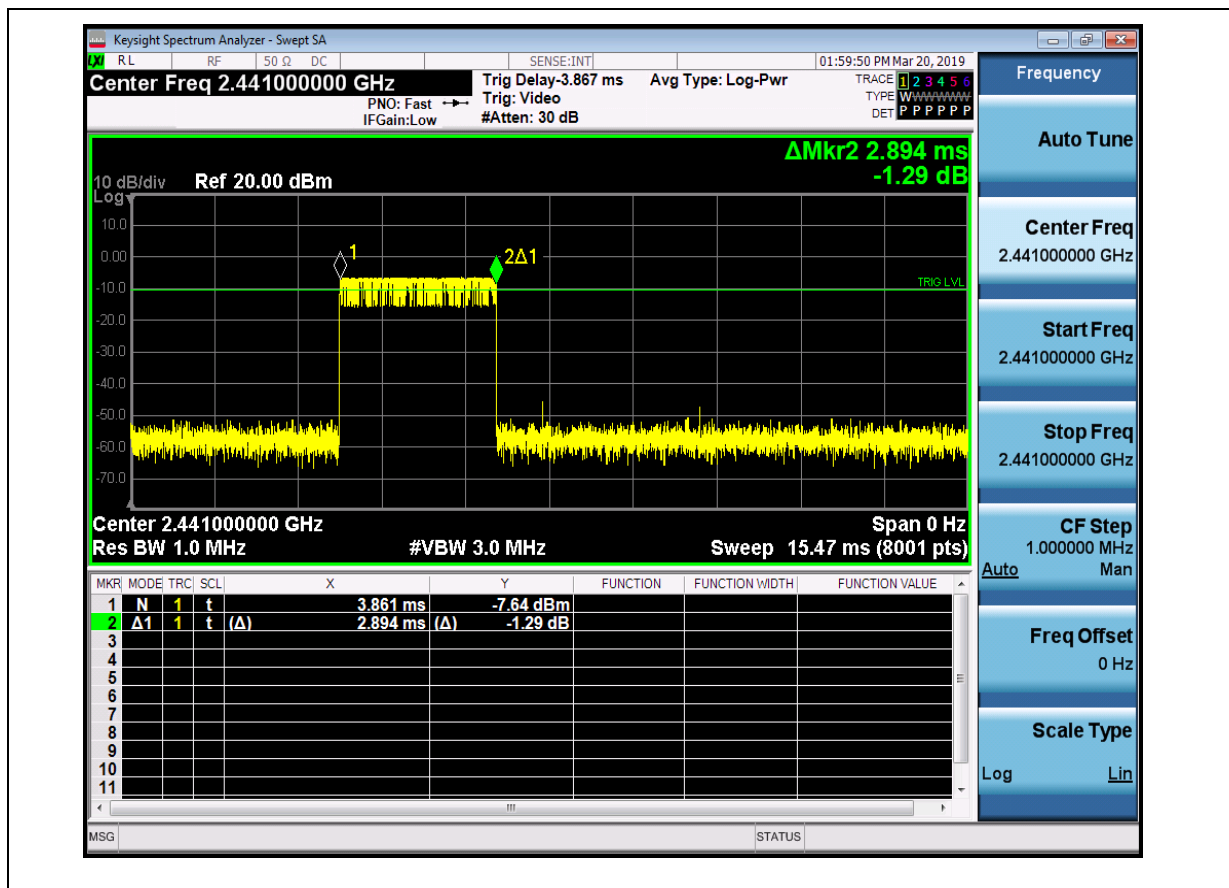 Keysight Spectrum Analyzer - Swept SA
LXI RL RF 50 Ω DC SENSE:INT 01:59:50 PM Mar 20, 2019
Center Freq 2.441000000 GHz
PNO: Fast
IFGain:Low
Trig Delay-3.867 ms
Trig: Video
#Atten: 30 dB
Avg Type: Log-Pwr
TRACE 1 2 3 4 5 6
TYPE WWWWWW
DET P P P P P P
ΔMkr2 2.894 ms
-1.29 dB
10 dB/div Ref 20.00 dBm
Log
10.0
0.00
-10.0
-20.0
-30.0
-40.0
-50.0
-60.0
-70.0
1
2Δ1
TRIG LVL
Center 2.441000000 GHz Span 0 Hz
Res BW 1.0 MHz #VBW 3.0 MHz Sweep 15.47 ms (8001 pts)
MKR MODE TRC SCL X Y FUNCTION FUNCTION WIDTH FUNCTION VALUE
1 N 1 t 3.861 ms -7.64 dBm
2 Δ1 1 t (Δ) 2.894 ms (Δ) -1.29 dB
3
4
5
6
7
8
9
10
11
MSG STATUS
Frequency
Auto Tune
Center Freq
2.441000000 GHz
Start Freq
2.441000000 GHz
Stop Freq
2.441000000 GHz
CF Step
1.000000 MHz
Auto Man
Freq Offset
0 Hz
Scale Type
Log Lin